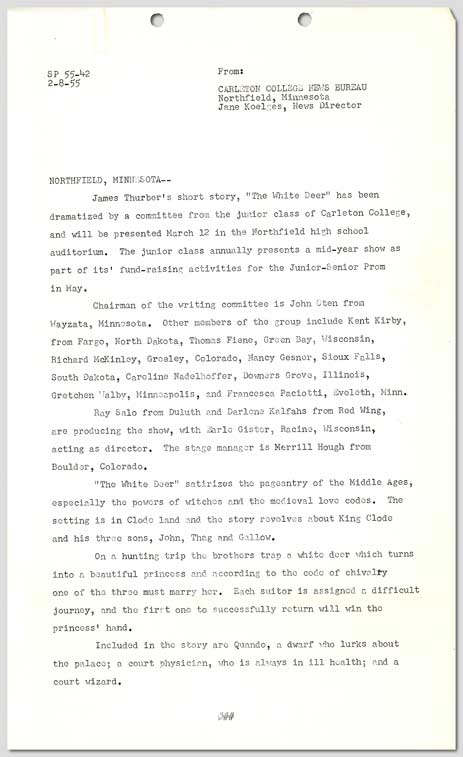 SP 55-42
2-8-55
From:
CARLETON COLLEGE NEWS BUREAU
Northfield, Minnesota
Jane Koelges, News Director
NORTHFIELD, MINNESOTA--
James Thurber's short story, "The White Deer" has been
dramatized by a committee from the junior class of Carleton College,
and will be presented March 12 in the Northfield high school
auditorium. The junior class annually presents a mid-year show as
part of its' fund-raising activities for the Junior-Senior Prom
in May.
Chairman of the writing committee is John Sten from
Wayzata, Minnesota. Other members of the group include Kent Kirby,
from Fargo, North Dakota, Thomas Fiene, Green Bay, Wisconsin,
Richard McKinley, Greeley, Colorado, Nancy Gesner, Sioux Falls,
South Dakota, Caroline Nadelhoffer, Downers Grove, Illinois,
Gretchen Walby, Minneapolis, and Francesca Paciotti, Eveleth, Minn.
Ray Salo from Duluth and Darlene Kalfahs from Red Wing,
are producing the show, with Earle Gister, Racine, Wisconsin,
acting as director. The stage manager is Merrill Hough from
Boulder, Colorado.
"The White Deer" satirizes the pageantry of the Middle Ages,
especially the powers of witches and the medieval love codes. The
setting is in Clode land and the story revolves about King Clode
and his three sons, John, Thag and Gallow.
On a hunting trip the brothers trap a white deer which turns
into a beautiful princess and according to the code of chivalry
one of the three must marry her. Each suitor is assigned a difficult
journey, and the first one to successfully return will win the
princess' hand.
Included in the story are Quando, a dwarf who lurks about
the palace; a court physician, who is always in ill health; and a
court wizard.
###